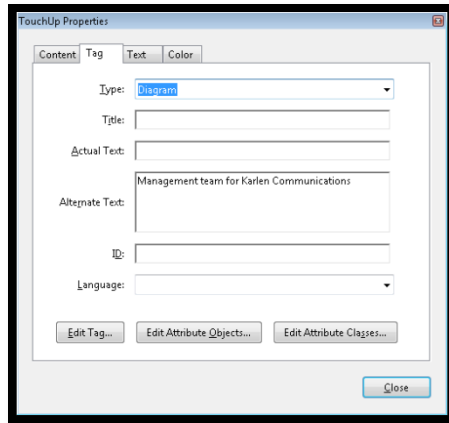 TouchUp Properties
Content Tag Text Color
Type: Diagram
Title:
Actual Text:
Alternate Text: Management team for Karlen Communications
ID:
Language:
Edit Tag... Edit Attribute Objects... Edit Attribute Classes...
Close